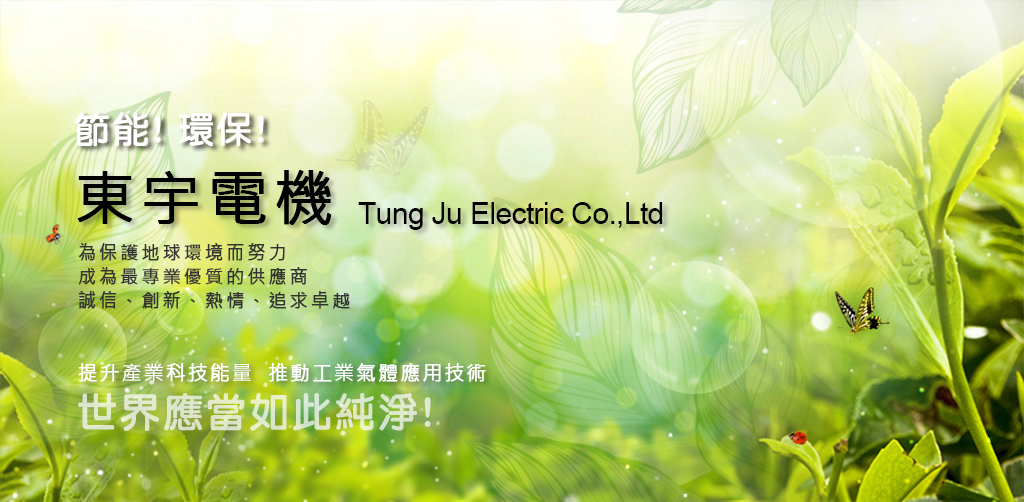 節能! 環保!
東宇電機 Tung Ju Electric Co.,Ltd
為保護地球環境而努力
成為最專業優質的供應商
誠信、創新、熱情、追求卓越
提升產業科技能量 推動工業氣體應用技術
世界應當如此純淨!